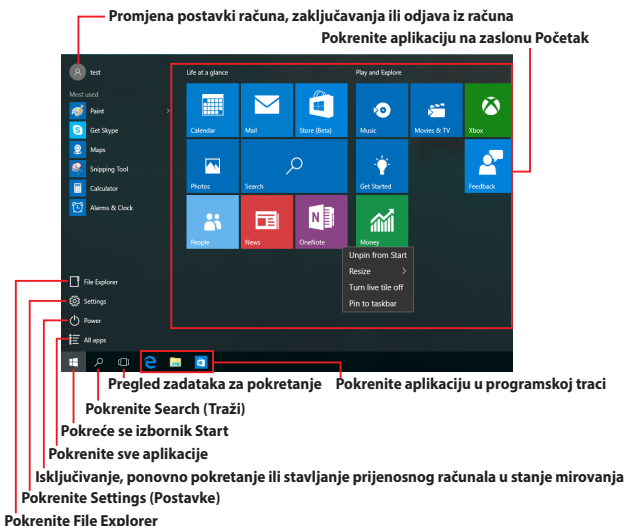 Promjena postavki računa, zaključavanja ili odjava iz računa
Pokrenite aplikaciju na zaslonu Početak
test
Most used
Paint
Get Skype
Maps
Snipping Tool
Calculator
Alarms & Clock
File Explorer
Settings
Power
All apps
Life at a glance
Play and Explore
Calendar
Mail
Store (Beta)
Music
Movies & TV
Xbox
Photos
Search
Get Started
Feedback
People
News
OneNote
Money
Unpin from Start
Resize
Turn live tile off
Pin to taskbar
Pregled zadataka za pokretanje
Pokrenite aplikaciju u programskoj traci
Pokrenite Search (Traži)
Pokreće se izbornik Start
Pokrenite sve aplikacije
Isključivanje, ponovno pokretanje ili stavljanje prijenosnog računala u stanje mirovanja
Pokrenite Settings (Postavke)
Pokrenite File Explorer